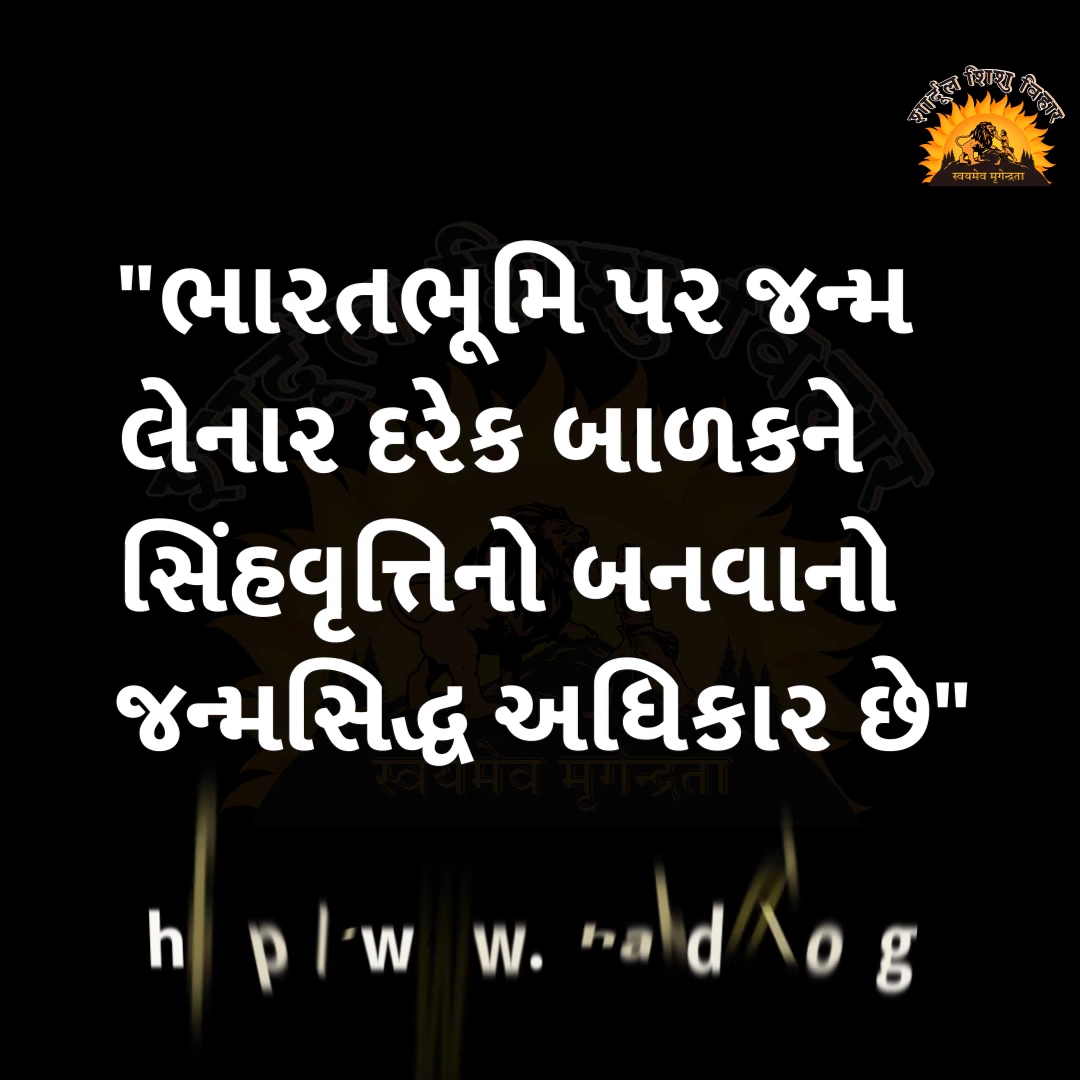 शार्दूल शिशु विहार
स्वयमेव मृगेन्द्रता
"ભારતભૂમિ પર જન્મ
લેનાર દરેક બાળકને
સિંહવૃત્તિનો બનવાનો
જન્મસિદ્ધ અધિકાર છે"
स्वयमेव मृगेन्द्रता